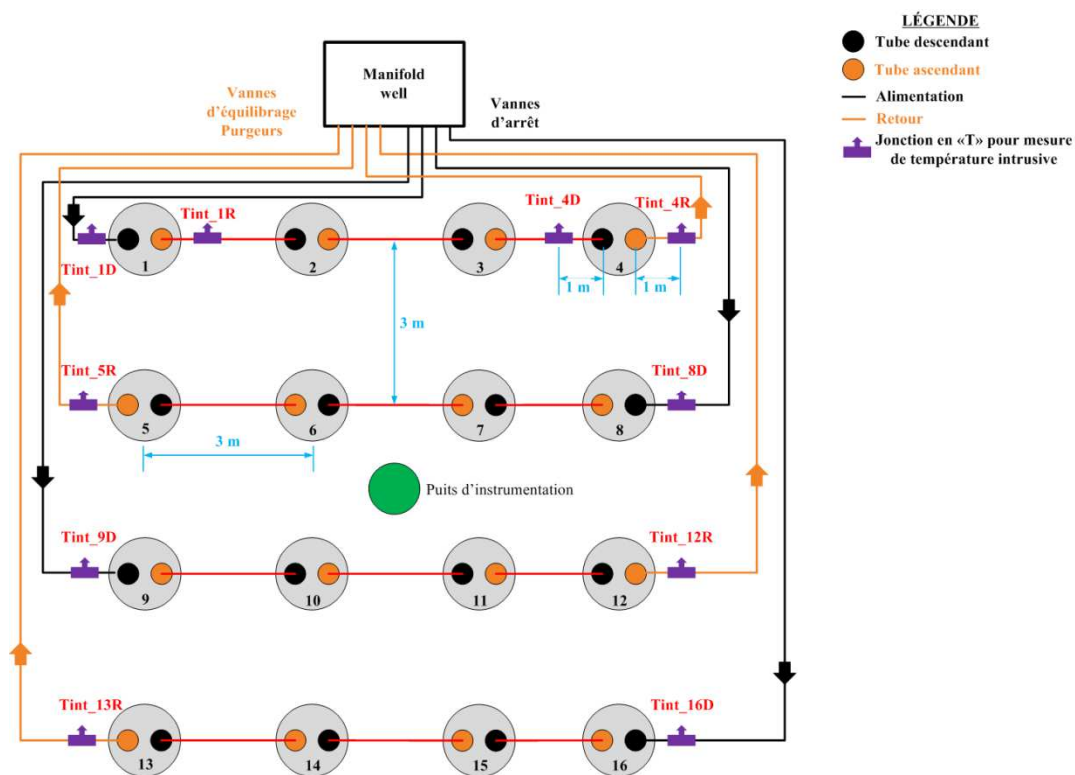 LÉGENDE
Tube descendant
Tube ascendant
Alimentation
Retour
Jonction en «T» pour mesure
de température intrusive
Manifold
well
Vannes
d'équilibrage
Purgeurs
Vannes
d'arrêt
Tint_1R
Tint_4D
Tint_4R
Tint_1D
1
2
3
4
1 m
1 m
3 m
Tint_5R
Tint_8D
5
6
7
8
3 m
Puits d'instrumentation
Tint_9D
Tint_12R
9
10
11
12
Tint_13R
Tint_16D
13
14
15
16